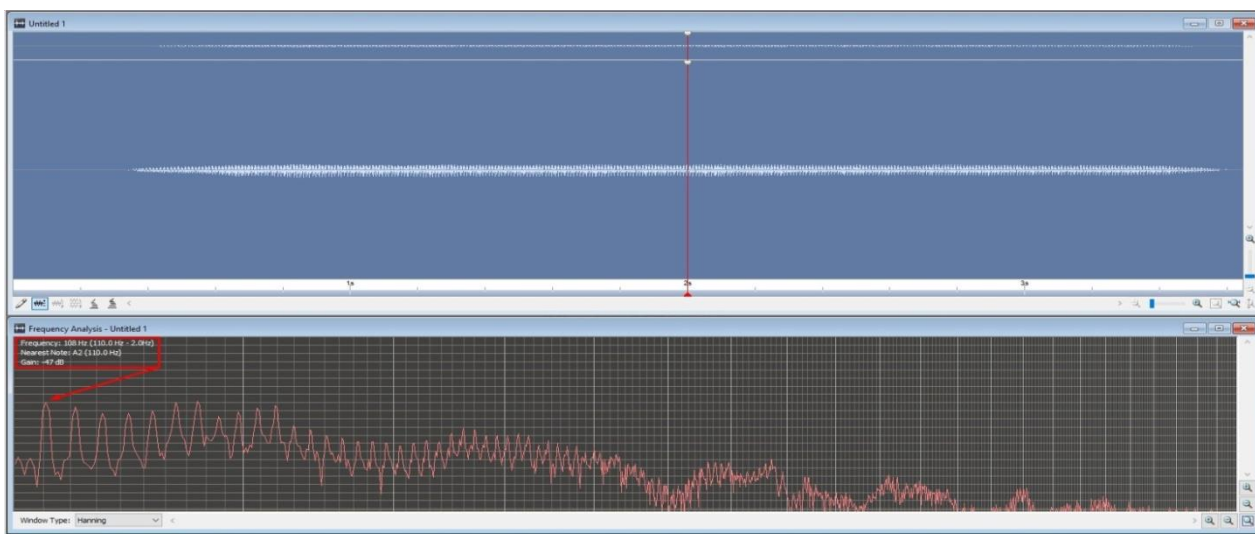 Untitled 1
1s
2s
3s
Frequency Analysis - Untitled 1
Frequency: 108 Hz (110.0 Hz - 2.0Hz)
Nearest Note: A2 (110.0 Hz)
Gain: -47 dB
Window Type: Hanning